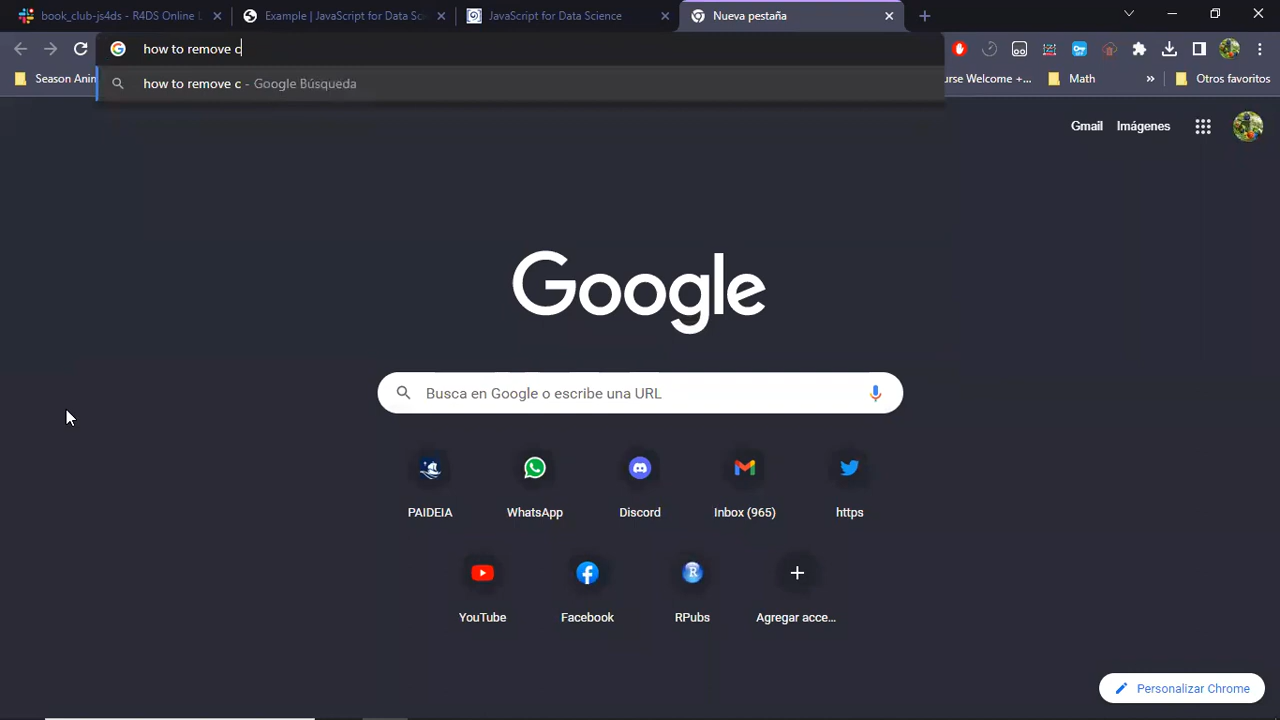 book_club-js4ds - R4DS Online L
Example | JavaScript for Data Sci
JavaScript for Data Science
Nueva pestaña
how to remove c
how to remove c - Google Búsqueda
Season Anim
urse Welcome +...
Math
Otros favoritos
Gmail
Imágenes
Google
Busca en Google o escribe una URL
PAIDEIA
WhatsApp
Discord
Inbox (965)
https
YouTube
Facebook
RPubs
Agregar acce...
Personalizar Chrome